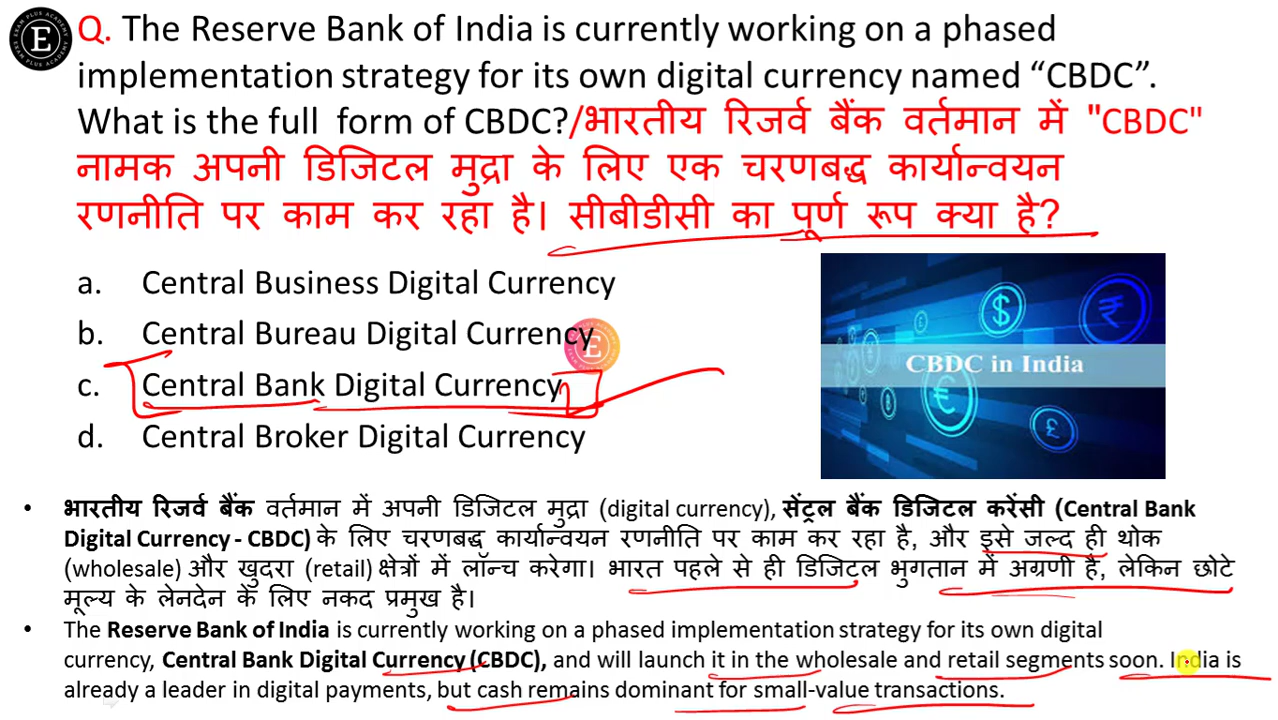 Q. The Reserve Bank of India is currently working on a phased
implementation strategy for its own digital currency named “CBDC”.
What is the full form of CBDC?/भारतीय रिजर्व बैंक वर्तमान में "CBDC"
नामक अपनी डिजिटल मुद्रा के लिए एक चरणबद्ध कार्यान्वयन
रणनीति पर काम कर रहा है। सीबीडीसी का पूर्ण रूप क्या है?
a. Central Business Digital Currency
b. Central Bureau Digital Currency
c. Central Bank Digital Currency
d. Central Broker Digital Currency
CBDC in India
• भारतीय रिजर्व बैंक वर्तमान में अपनी डिजिटल मुद्रा (digital currency), सेंट्रल बैंक डिजिटल करेंसी (Central Bank
Digital Currency - CBDC) के लिए चरणबद्ध कार्यान्वयन रणनीति पर काम कर रहा है, और इसे जल्द ही थोक
(wholesale) और खुदरा (retail) क्षेत्रों में लॉन्च करेगा। भारत पहले से ही डिजिटल भुगतान में अग्रणी है, लेकिन छोटे
मूल्य के लेनदेन के लिए नकद प्रमुख है।
• The Reserve Bank of India is currently working on a phased implementation strategy for its own digital
currency, Central Bank Digital Currency (CBDC), and will launch it in the wholesale and retail segments soon. India is
already a leader in digital payments, but cash remains dominant for small-value transactions.